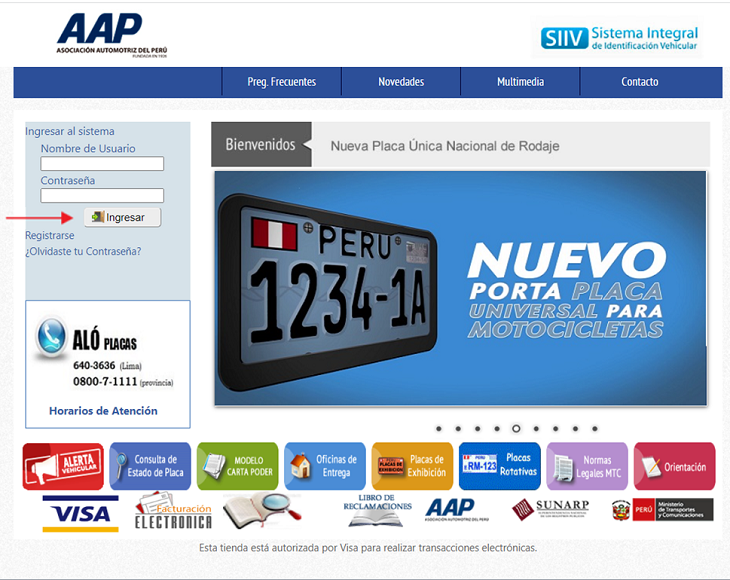 AAP
ASOCIACIÓN AUTOMOTRIZ DEL PERÚ
SIIV Sistema Integral
de Identificación Vehicular
Preg. Frecuentes
Novedades
Multimedia
Contacto
Ingresar al sistema
Nombre de Usuario
Contraseña
Ingresar
Registrarse
¿Olvidaste tu Contraseña?
Bienvenidos
Nueva Placa Única Nacional de Rodaje
PERU
1234-1A
NUEVO
PORTA PLACA
UNIVERSAL PARA
MOTOCICLETAS
ALÓ PLACAS
640-3636 (Lima)
0800-7-1111 (provincia)
Horarios de Atención
ALERTA
VEHICULAR
Consulta de
Estado de Placa
MODELO
CARTA PODER
Oficinas de
Entrega
PLACAS DE
EXHIBICIÓN
Placas de
Exhibición
PERU
RM-123
Placas
Rotativas
Normas
Legales MTC
Orientación
VISA
Facturación
ELECTRONICA
LIBRO DE
RECLAMACIONES
AAP
ASOCIACIÓN AUTOMOTRIZ DEL PERÚ
SUNARP
PERÚ
Ministerio
de Transportes
y Comunicaciones
Esta tienda está autorizada por Visa para realizar transacciones electrónicas.